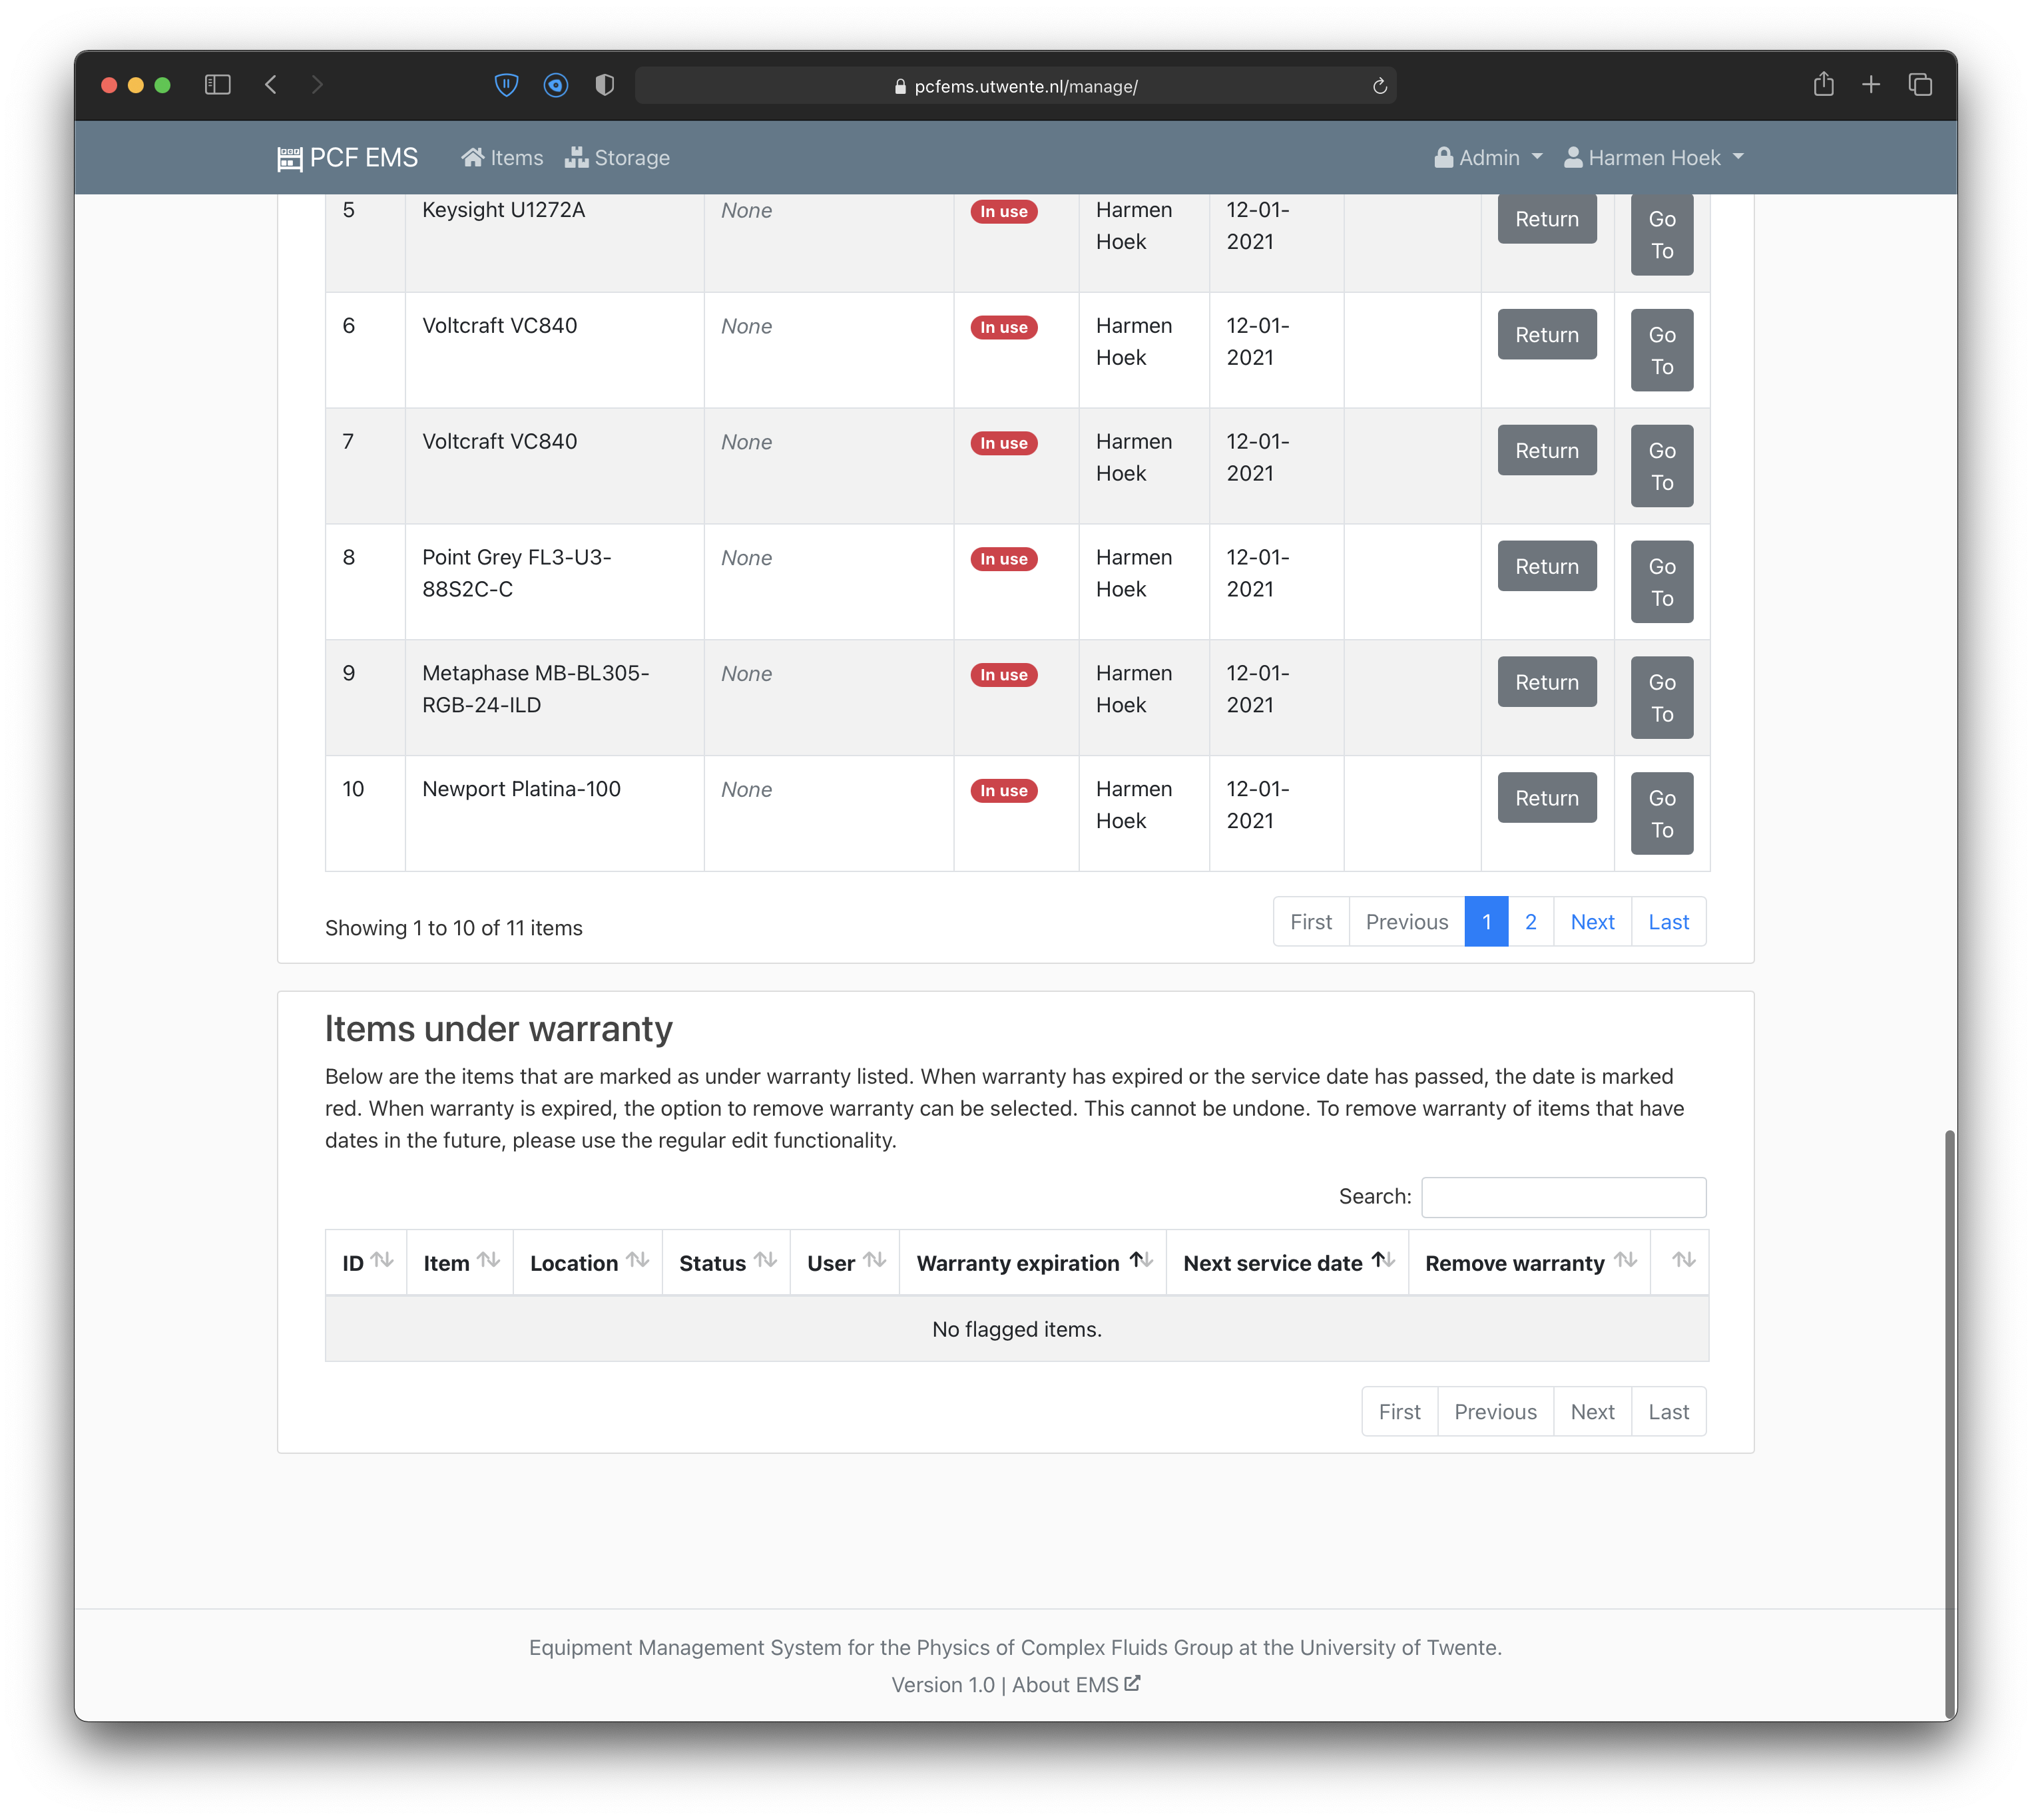 pcfems.utwente.nl/manage/
PCF EMS Items Storage Admin Harmen Hoek
5 Keysight U1272A None In use Harmen Hoek 12-01-2021 Return Go To
6 Voltcraft VC840 None In use Harmen Hoek 12-01-2021 Return Go To
7 Voltcraft VC840 None In use Harmen Hoek 12-01-2021 Return Go To
8 Point Grey FL3-U3-88S2C-C None In use Harmen Hoek 12-01-2021 Return Go To
9 Metaphase MB-BL305-RGB-24-ILD None In use Harmen Hoek 12-01-2021 Return Go To
10 Newport Platina-100 None In use Harmen Hoek 12-01-2021 Return Go To
Showing 1 to 10 of 11 items First Previous 1 2 Next Last
Items under warranty
Below are the items that are marked as under warranty listed. When warranty has expired or the service date has passed, the date is marked
red. When warranty is expired, the option to remove warranty can be selected. This cannot be undone. To remove warranty of items that have
dates in the future, please use the regular edit functionality.
Search:
ID Item Location Status User Warranty expiration Next service date Remove warranty
No flagged items.
First Previous Next Last
Equipment Management System for the Physics of Complex Fluids Group at the University of Twente.
Version 1.0 | About EMS